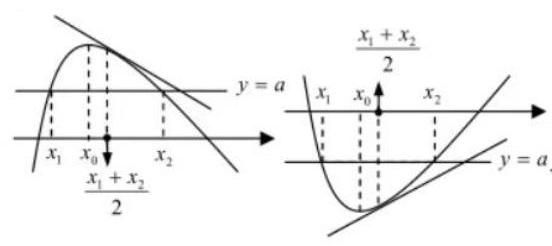 y = a
x₁ x₀ x₂
x₁ + x₂
2
x₁ + x₂
2
x₁ x₀ x₂
y = a,